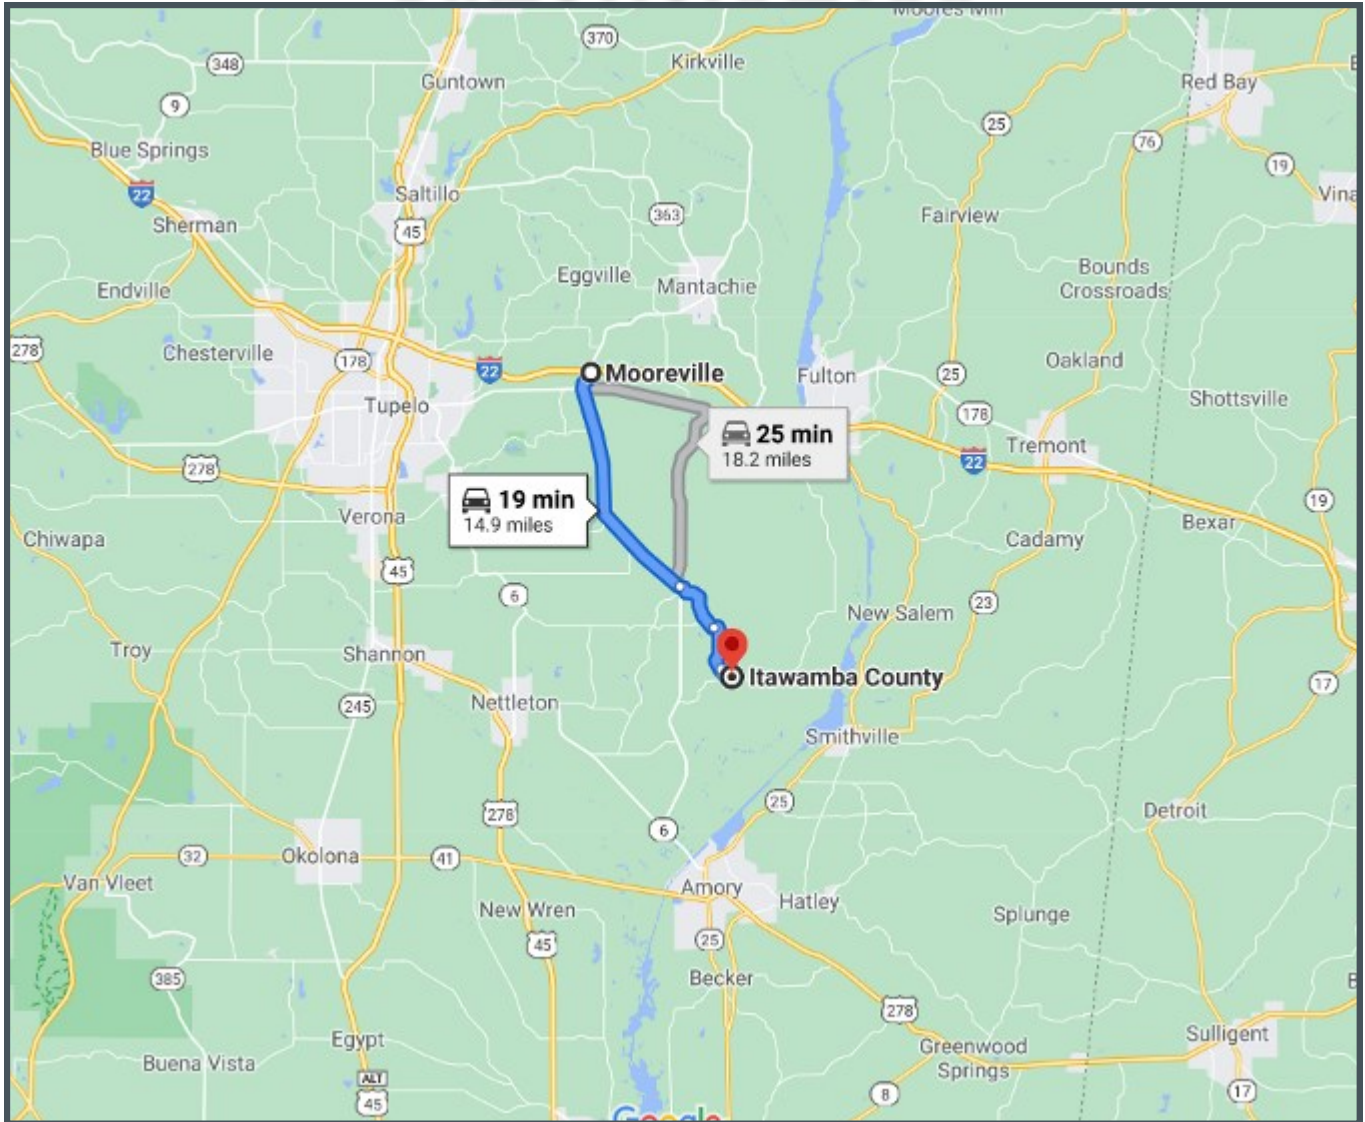 Moores Mill
370
Kirkville
348
Guntown
Red Bay
9
25
76
Blue Springs
19
22
Saltillo
Vina
Sherman
363
Fairview
45
Eggville
Bounds
Crossroads
Mantachie
Endville
278
Chesterville
178
22
Mooreville
Fulton
25
Oakland
Shottsville
Tupelo
178
25 min
18.2 miles
Tremont
22
278
19 min
14.9 miles
19
Verona
Bexar
Chiwapa
Cadamy
45
6
23
New Salem
Troy
Shannon
Itawamba County
17
245
Nettleton
Smithville
25
278
Detroit
6
32
Okolona
41
Van Vleet
Amory
Hatley
New Wren
Splunge
45
25
385
Becker
278
Egypt
Sulligent
Buena Vista
Greenwood
Springs
ALT
45
8
17
Google